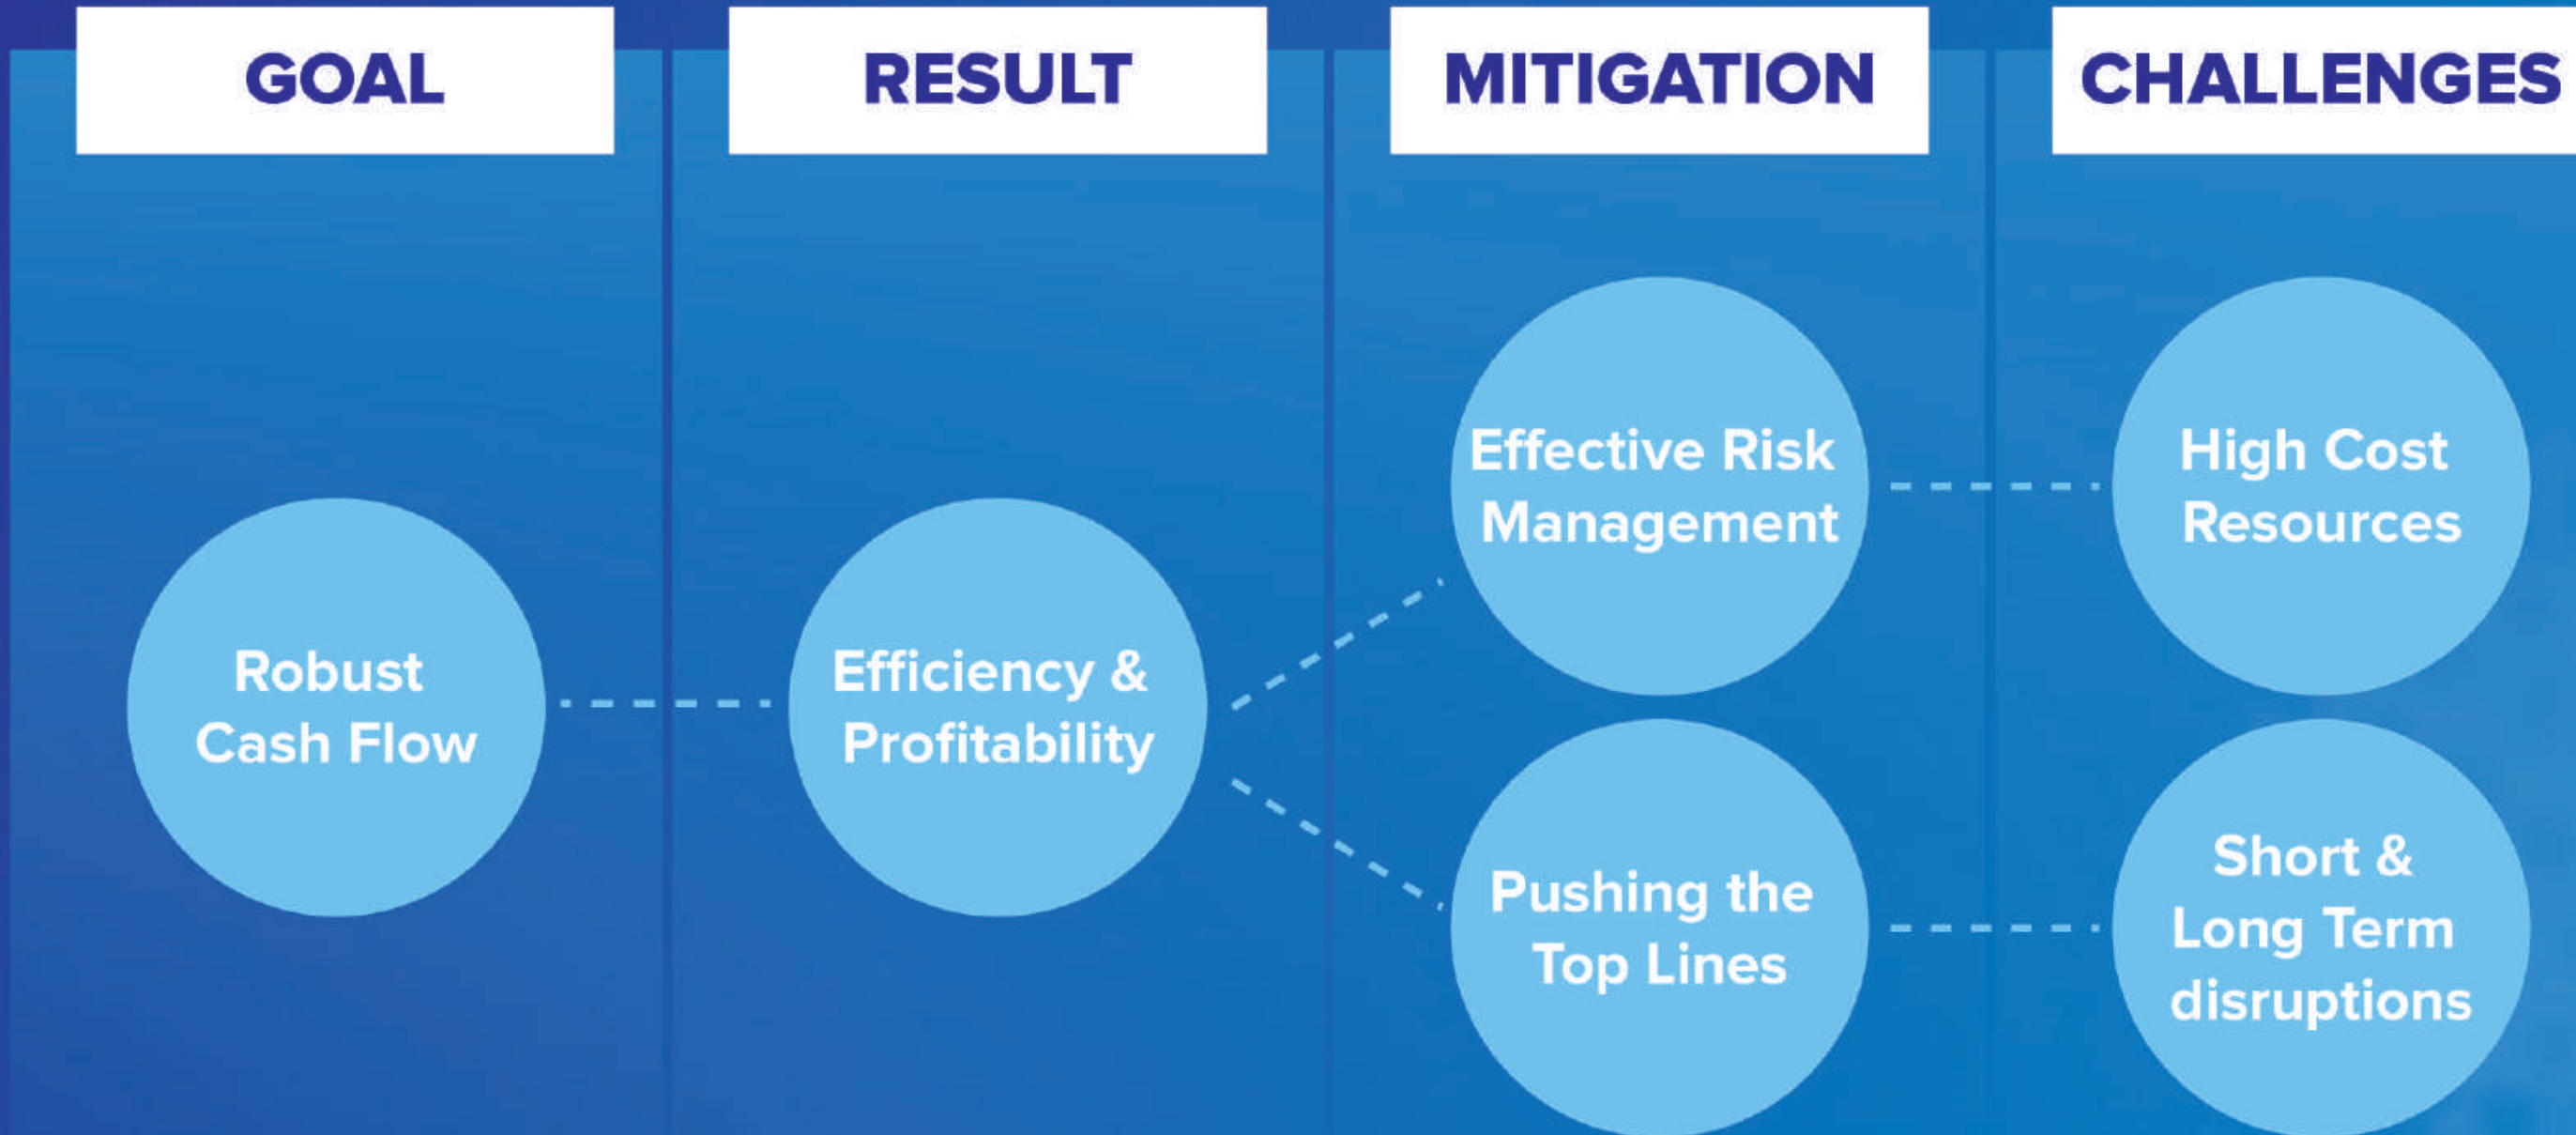 GOAL
RESULT
MITIGATION
CHALLENGES
Robust
Cash Flow
Efficiency &
Profitability
Effective Risk
Management
High Cost
Resources
Pushing the
Top Lines
Short &
Long Term
disruptions